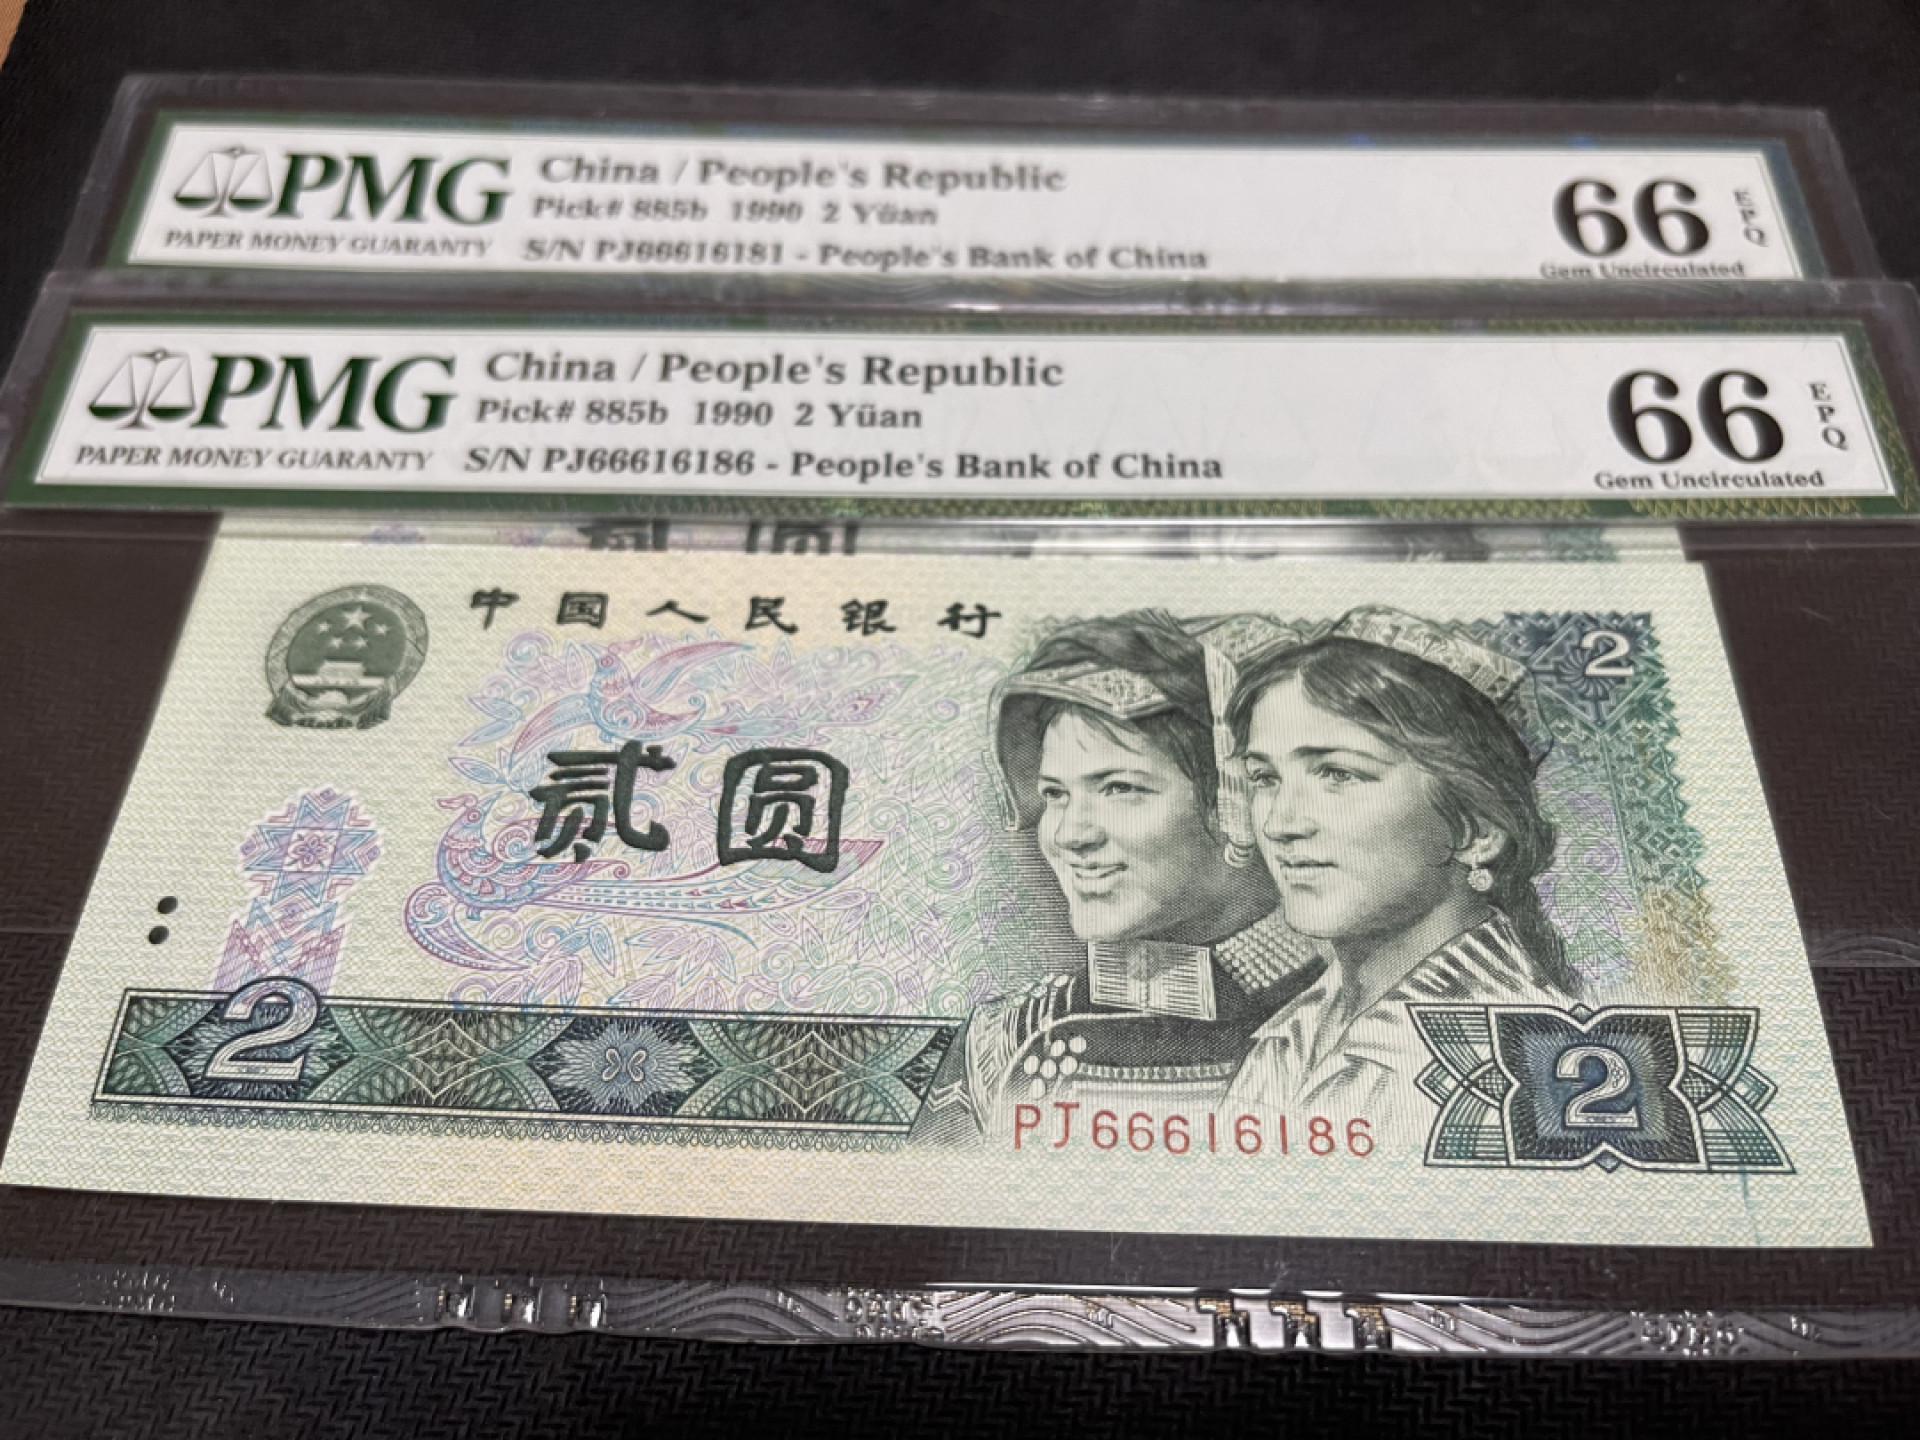 PMG
PAPER MONEY GUARANTY
China / People's Republic
Pick# 885b 1990 2 Yüan
S/N PJ66616181 - People's Bank of China
66
EPQ
Gem Uncirculated
PMG
PAPER MONEY GUARANTY
China / People's Republic
Pick# 885b 1990 2 Yüan
S/N PJ66616186 - People's Bank of China
66
EPQ
Gem Uncirculated
中国人民银行
2
贰圆
2
PJ66616186
2